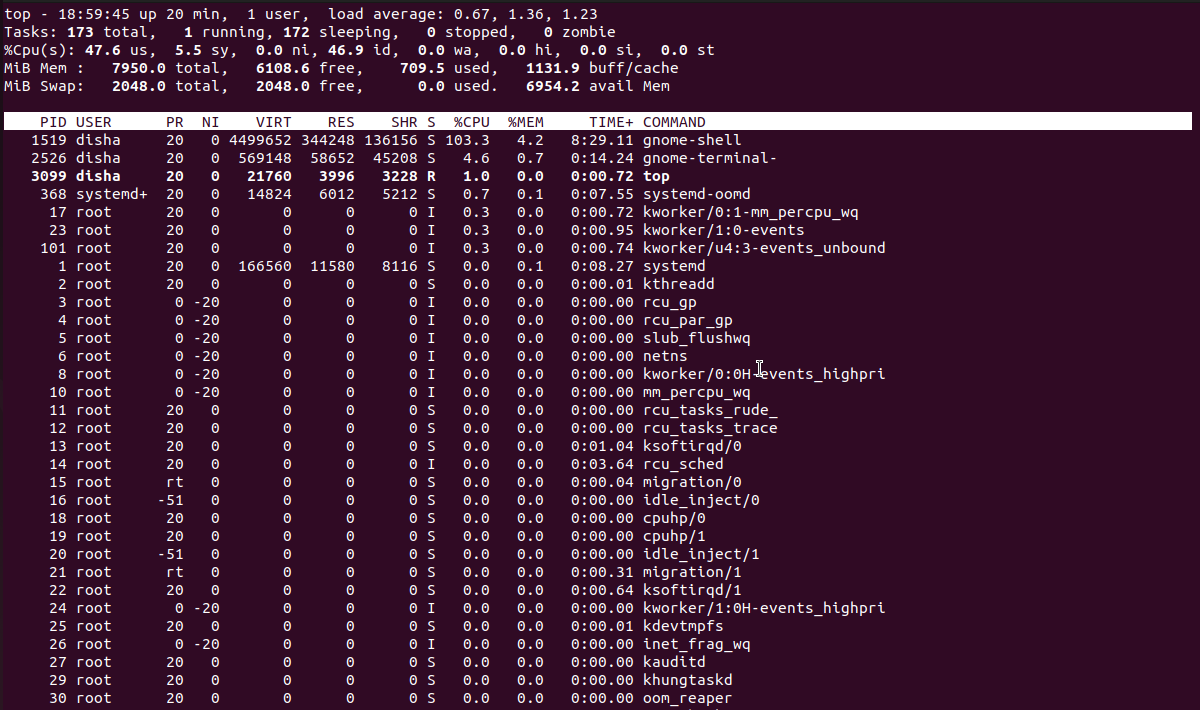 top - 18:59:45 up 20 min,  1 user,  load average: 0.67, 1.36, 1.23
Tasks: 173 total,   1 running, 172 sleeping,   0 stopped,   0 zombie
%Cpu(s): 47.6 us,  5.5 sy,  0.0 ni, 46.9 id,  0.0 wa,  0.0 hi,  0.0 si,  0.0 st
MiB Mem :   7950.0 total,   6108.6 free,    709.5 used,   1131.9 buff/cache
MiB Swap:   2048.0 total,   2048.0 free,      0.0 used.   6954.2 avail Mem
    PID USER      PR  NI    VIRT    RES    SHR S  %CPU  %MEM     TIME+ COMMAND
   1519 disha     20   0 4499652 344248 136156 S 103.3   4.2   8:29.11 gnome-shell
   2526 disha     20   0  569148  58652  45208 S   4.6   0.7   0:14.24 gnome-terminal-
   3099 disha     20   0   21760   3996   3228 R   1.0   0.0   0:00.72 top
    368 systemd+  20   0   14824   6012   5212 S   0.7   0.1   0:07.55 systemd-oomd
     17 root      20   0       0      0      0 I   0.3   0.0   0:00.72 kworker/0:1-mm_percpu_wq
     23 root      20   0       0      0      0 I   0.3   0.0   0:00.95 kworker/1:0-events
    101 root      20   0       0      0      0 I   0.3   0.0   0:00.74 kworker/u4:3-events_unbound
      1 root      20   0  166560  11580   8116 S   0.0   0.1   0:08.27 systemd
      2 root      20   0       0      0      0 S   0.0   0.0   0:00.01 kthreadd
      3 root       0 -20       0      0      0 I   0.0   0.0   0:00.00 rcu_gp
      4 root       0 -20       0      0      0 I   0.0   0.0   0:00.00 rcu_par_gp
      5 root       0 -20       0      0      0 I   0.0   0.0   0:00.00 slub_flushwq
      6 root       0 -20       0      0      0 I   0.0   0.0   0:00.00 netns
      8 root       0 -20       0      0      0 I   0.0   0.0   0:00.00 kworker/0:0H-events_highpri
     10 root       0 -20       0      0      0 I   0.0   0.0   0:00.00 mm_percpu_wq
     11 root      20   0       0      0      0 S   0.0   0.0   0:00.00 rcu_tasks_rude_
     12 root      20   0       0      0      0 S   0.0   0.0   0:00.00 rcu_tasks_trace
     13 root      20   0       0      0      0 S   0.0   0.0   0:01.04 ksoftirqd/0
     14 root      20   0       0      0      0 I   0.0   0.0   0:03.64 rcu_sched
     15 root      rt   0       0      0      0 S   0.0   0.0   0:00.04 migration/0
     16 root     -51   0       0      0      0 S   0.0   0.0   0:00.00 idle_inject/0
     18 root      20   0       0      0      0 S   0.0   0.0   0:00.00 cpuhp/0
     19 root      20   0       0      0      0 S   0.0   0.0   0:00.00 cpuhp/1
     20 root     -51   0       0      0      0 S   0.0   0.0   0:00.00 idle_inject/1
     21 root      rt   0       0      0      0 S   0.0   0.0   0:00.31 migration/1
     22 root      20   0       0      0      0 S   0.0   0.0   0:00.64 ksoftirqd/1
     24 root       0 -20       0      0      0 I   0.0   0.0   0:00.00 kworker/1:0H-events_highpri
     25 root      20   0       0      0      0 S   0.0   0.0   0:00.01 kdevtmpfs
     26 root       0 -20       0      0      0 I   0.0   0.0   0:00.00 inet_frag_wq
     27 root      20   0       0      0      0 S   0.0   0.0   0:00.00 kauditd
     29 root      20   0       0      0      0 S   0.0   0.0   0:00.00 khungtaskd
     30 root      20   0       0      0      0 S   0.0   0.0   0:00.00 oom_reaper